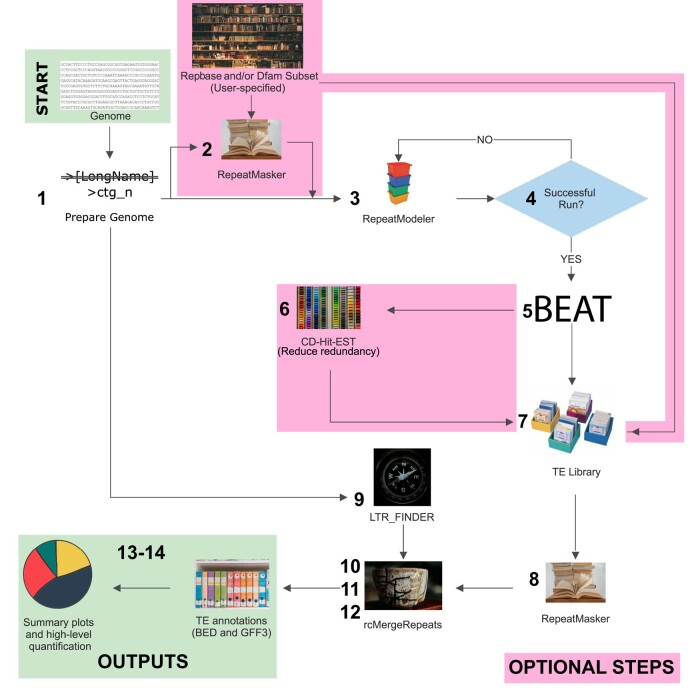 START
Genome
Repbase and/or Dfam Subset
(User-specified)
2
RepeatMasker
1
>[LongName]
>ctg_n
Prepare Genome
3
RepeatModeler
NO
4
Successful
Run?
YES
5
BEAT
6
CD-Hit-EST
(Reduce redundancy)
7
TE Library
9
LTR_FINDER
8
RepeatMasker
10
11
12
rcMergeRepeats
13-14
TE annotations
(BED and GFF3)
Summary plots
and high-level
quantification
OUTPUTS
OPTIONAL STEPS